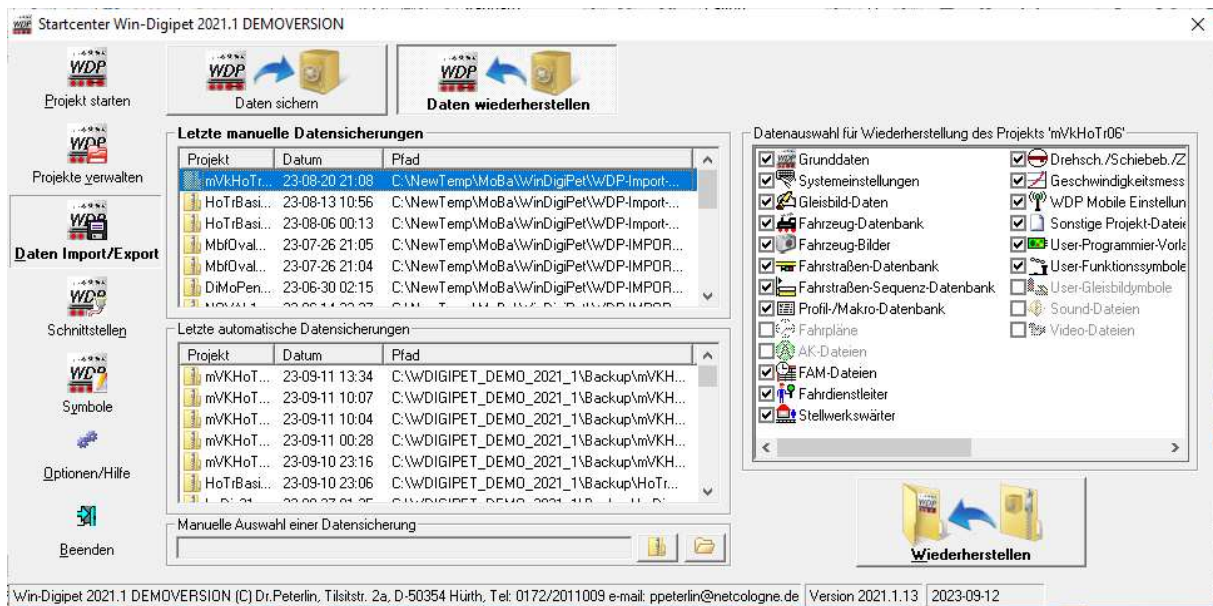 Startcenter Win-Digipet 2021.1 DEMOVERSION
WDP
Projekt starten
WDP
Daten sichern
WDP
Daten wiederherstellen
WDP
Projekte verwalten
WDP
Daten Import/Export
WDP
Schnittstellen
WDP
Symbole
Optionen/Hilfe
Beenden
Letzte manuelle Datensicherungen
Projekt Datum Pfad
mVkHoTr... 23-08-20 21:08 C:\NewTemp\MoBa\WinDigiPet\WDP-Import-...
HoTrBasi... 23-08-13 10:56 C:\NewTemp\MoBa\WinDigiPet\WDP-Import-...
HoTrBasi... 23-08-06 00:13 C:\NewTemp\MoBa\WinDigiPet\WDP-Import-...
MbfOval... 23-07-26 21:05 C:\NewTemp\MoBa\WinDigiPet\WDP-IMPOR...
MbfOval... 23-07-26 21:04 C:\NewTemp\MoBa\WinDigiPet\WDP-IMPOR...
DiMoPen... 23-06-30 02:15 C:\NewTemp\MoBa\WinDigiPet\WDP-IMPOR...
Letzte automatische Datensicherungen
Projekt Datum Pfad
mVKHoT... 23-09-11 13:34 C:\WDIGIPET_DEMO_2021_1\Backup\mVKH...
mVKHoT... 23-09-11 10:07 C:\WDIGIPET_DEMO_2021_1\Backup\mVKH...
mVKHoT... 23-09-11 10:04 C:\WDIGIPET_DEMO_2021_1\Backup\mVKH...
mVKHoT... 23-09-11 00:28 C:\WDIGIPET_DEMO_2021_1\Backup\mVKH...
mVKHoT... 23-09-10 23:16 C:\WDIGIPET_DEMO_2021_1\Backup\mVKH...
HoTrBasi... 23-09-10 23:06 C:\WDIGIPET_DEMO_2021_1\Backup\HoTr...
Manuelle Auswahl einer Datensicherung
Datenauswahl für Wiederherstellung des Projekts 'mVkHoTr06'
Grunddaten
Systemeinstellungen
Gleisbild-Daten
Fahrzeug-Datenbank
Fahrzeug-Bilder
Fahrstraßen-Datenbank
Fahrstraßen-Sequenz-Datenbank
Profil-/Makro-Datenbank
Fahrpläne
AK-Dateien
FAM-Dateien
Fahrdienstleiter
Stellwerkswärter
Drehsch./Schiebeb./Z
Geschwindigkeitsmess
WDP Mobile Einstellun
Sonstige Projekt-Dateie
User-Programmier-Vorla
User-Funktionssymbole
User-Gleisbildymbole
Sound-Dateien
Video-Dateien
WDP
Wiederherstellen
Win-Digipet 2021.1 DEMOVERSION (C) Dr.Peterlin, Tilsitstr. 2a, D-50354 Hürth, Tel: 0172/2011009 e-mail: ppeterlin@netcologne.de Version 2021.1.13 2023-09-12